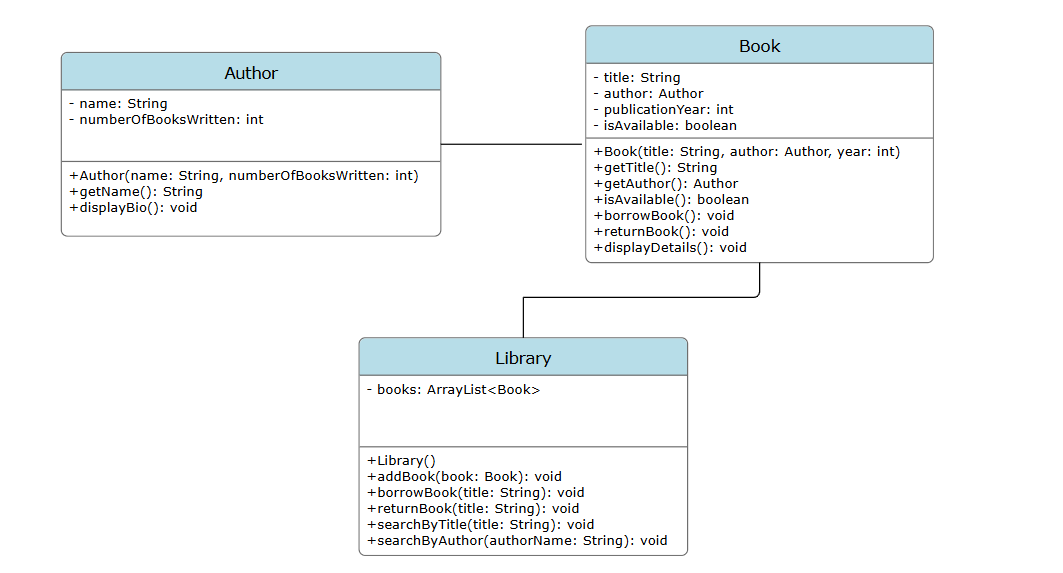 Author
- name: String
- numberOfBooksWritten: int
+Author(name: String, numberOfBooksWritten: int)
+getName(): String
+displayBio(): void
Book
- title: String
- author: Author
- publicationYear: int
- isAvailable: boolean
+Book(title: String, author: Author, year: int)
+getTitle(): String
+getAuthor(): Author
+isAvailable(): boolean
+borrowBook(): void
+returnBook(): void
+displayDetails(): void
Library
- books: ArrayList<Book>
+Library()
+addBook(book: Book): void
+borrowBook(title: String): void
+returnBook(title: String): void
+searchByTitle(title: String): void
+searchByAuthor(authorName: String): void